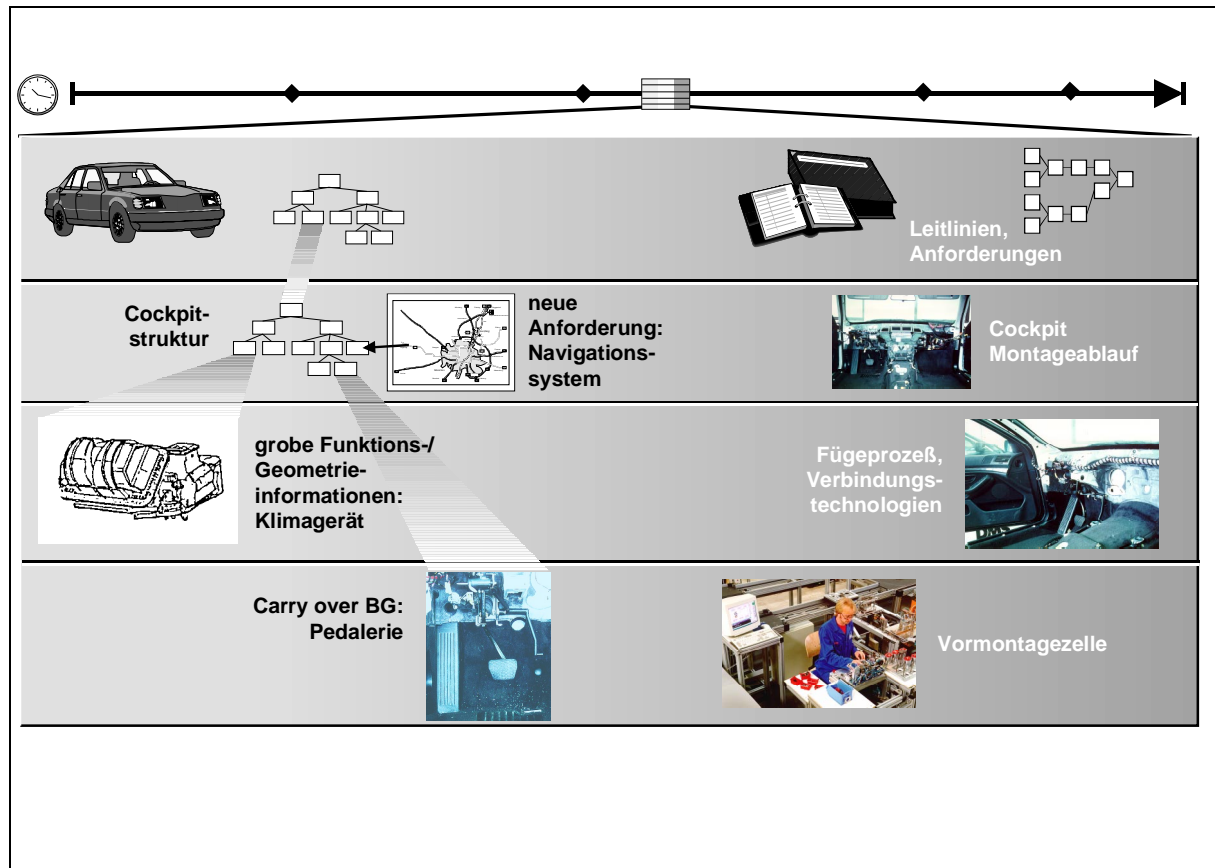 Leitlinien,
Anforderungen
Cockpit-
struktur
neue
Anforderung:
Navigations-
system
Cockpit
Montageablauf
grobe Funktions-/
Geometrie-
informationen:
Klimagerät
Fügeprozeß,
Verbindungs-
technologien
Carry over BG:
Pedalerie
Vormontagezelle